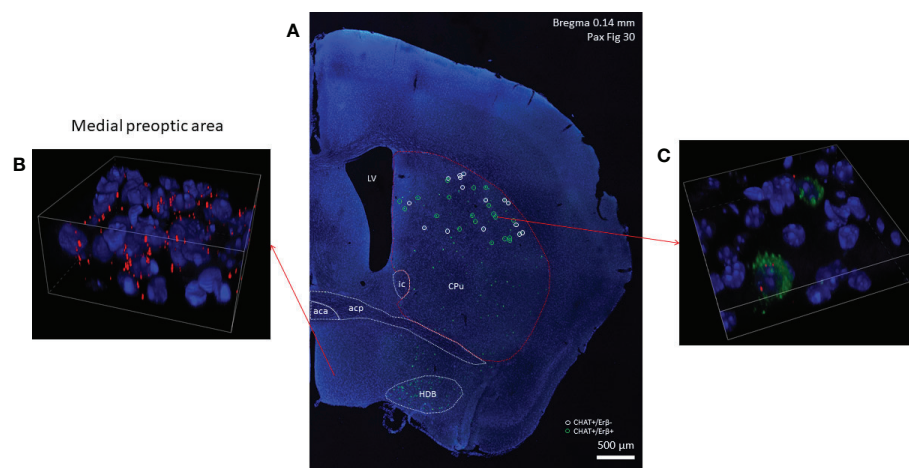 A
Bregma 0.14 mm
Pax Fig 30
Medial preoptic area
B
C
LV
ic
CPu
aca
acp
HDB
CHAT+/Erβ-
CHAT+/Erβ+
500 µm